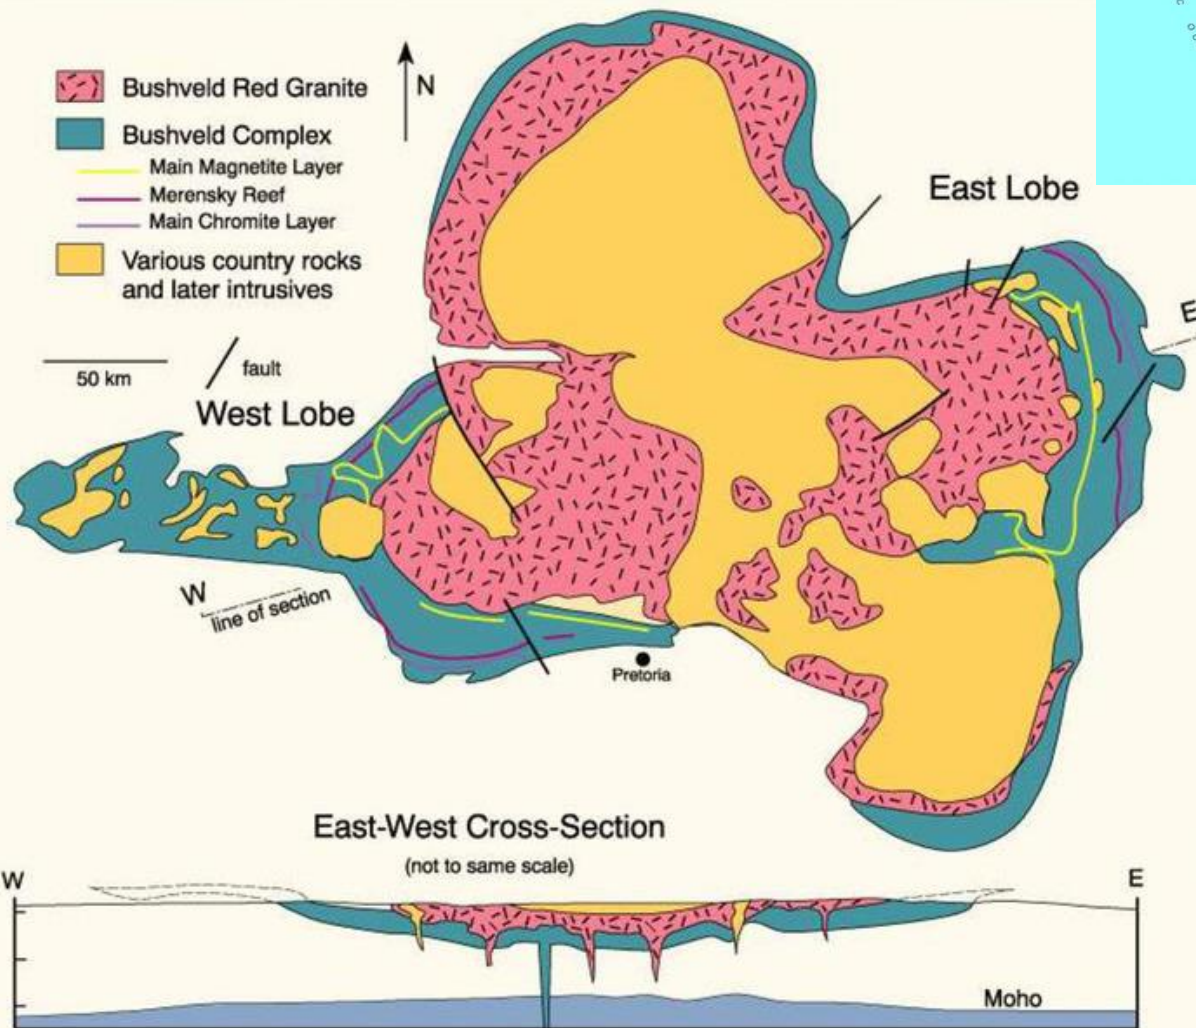 Bushveld Red Granite
N
Bushveld Complex
Main Magnetite Layer
Merensky Reef
Main Chromite Layer
Various country rocks
and later intrusives
East Lobe
E
50 km
fault
West Lobe
W
line of section
Pretoria
East-West Cross-Section
(not to same scale)
W
E
Moho